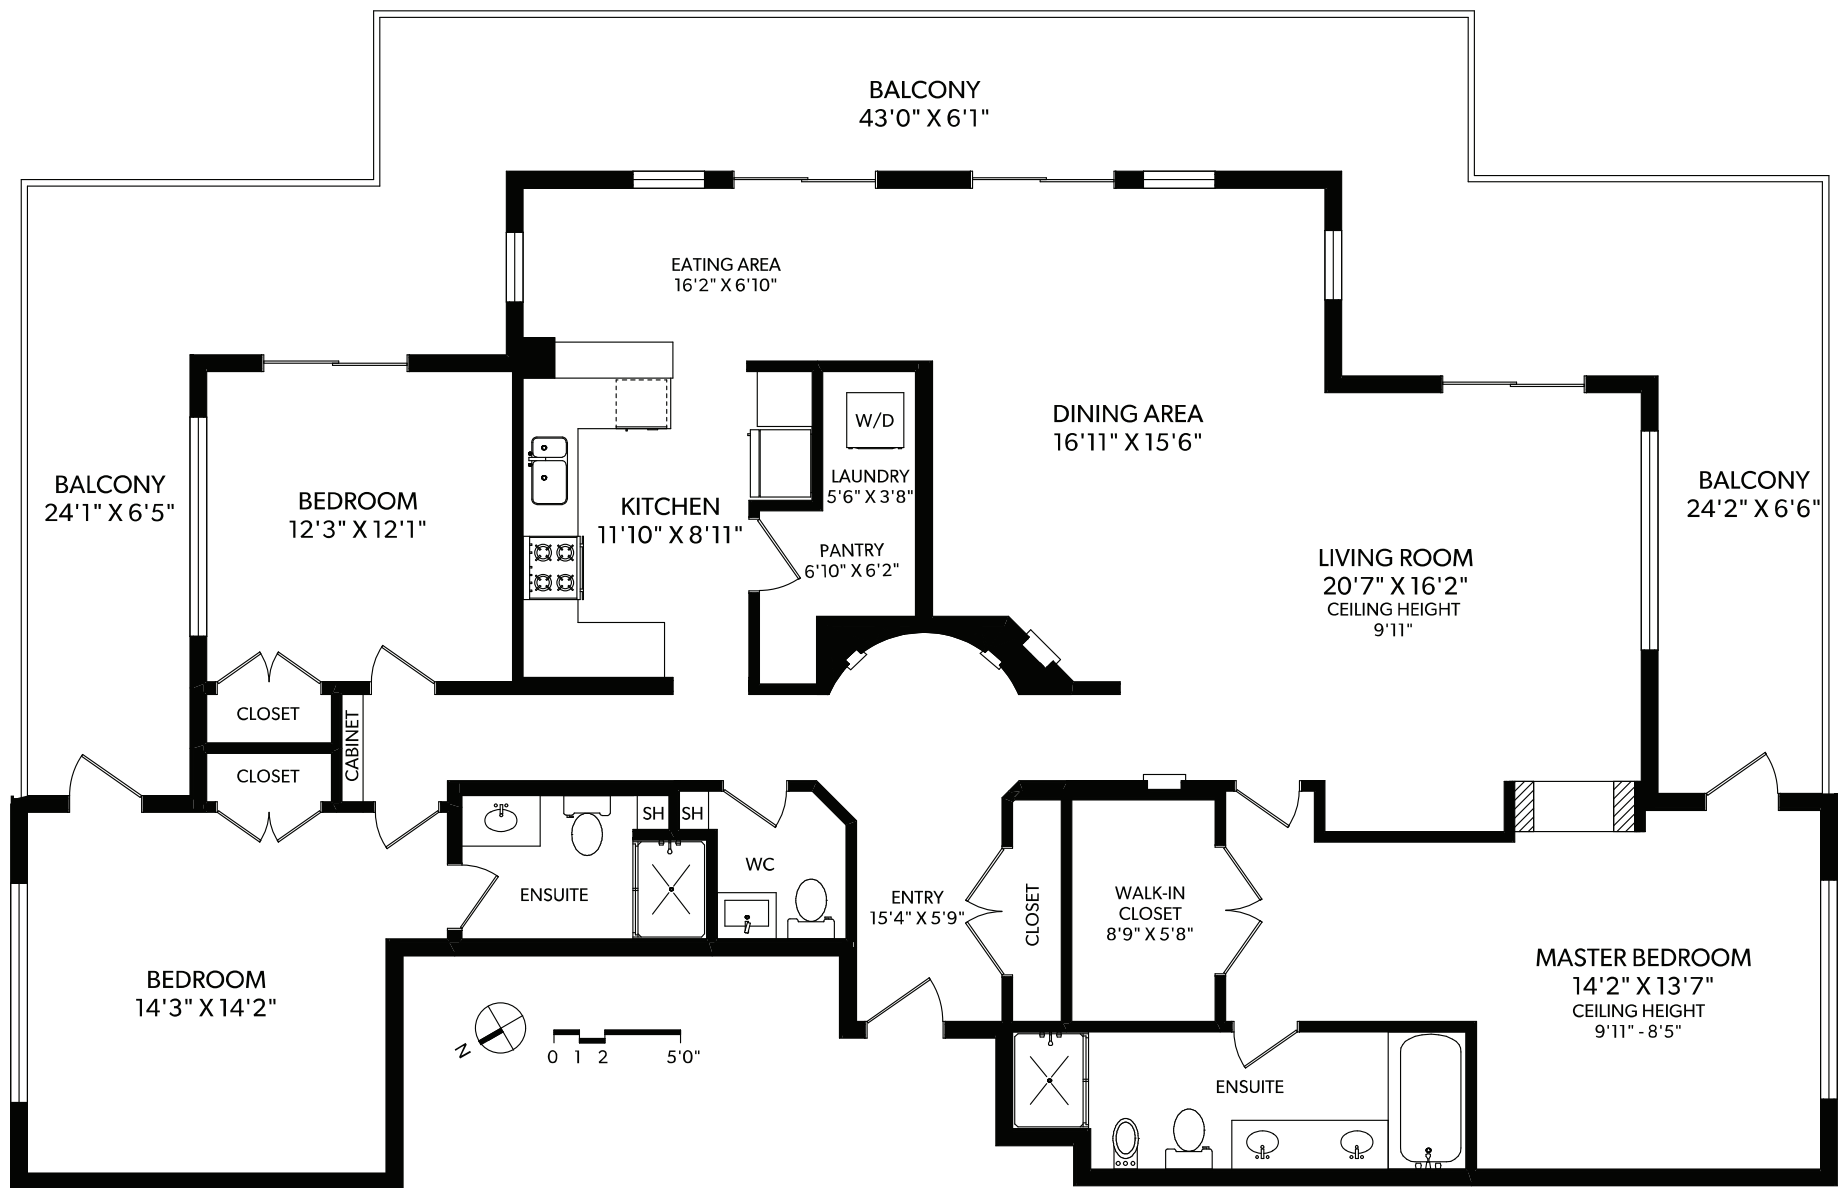 BALCONY
43'0" X 6'1"
EATING AREA
16'2" X 6'10"
DINING AREA
16'11" X 15'6"
W/D
LAUNDRY
5'6" X 3'8"
BALCONY
24'1" X 6'5"
BEDROOM
12'3" X 12'1"
KITCHEN
11'10" X 8'11"
PANTRY
6'10" X 6'2"
LIVING ROOM
20'7" X 16'2"
CEILING HEIGHT
9'11"
BALCONY
24'2" X 6'6"
CLOSET
CABINET
CLOSET
SH
SH
WC
ENSUITE
ENTRY
15'4" X 5'9"
CLOSET
WALK-IN
CLOSET
8'9" X 5'8"
BEDROOM
14'3" X 14'2"
MASTER BEDROOM
14'2" X 13'7"
CEILING HEIGHT
9'11" - 8'5"
N
0 1 2 5'0"
ENSUITE